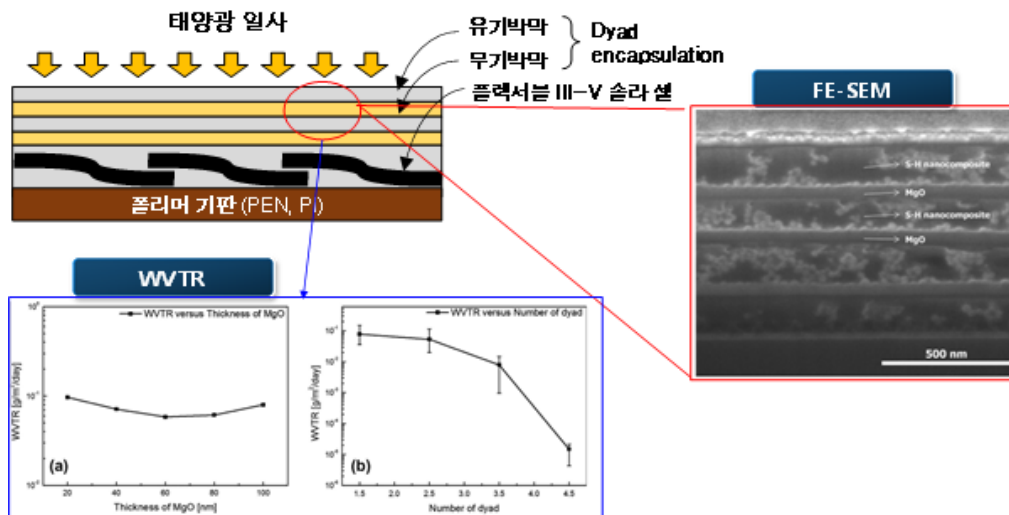 태양광 일사
유기박막
무기박막
Dyad
encapsulation
플렉서블 III-V 솔라 셀
폴리머 기판 (PEN, PI)
FE-SEM
S-H nanocomposite
MgO
S-H nanocomposite
MgO
500 nm
WVTR
WVTR versus Thickness of MgO
WVTR [g/m²/day]
(a)
20 40 60 80 100
Thickness of MgO [nm]
WVTR versus Number of dyad
WVTR [g/m²/day]
(b)
1.5 2.0 2.5 3.0 3.5 4.0 4.5
Number of dyad